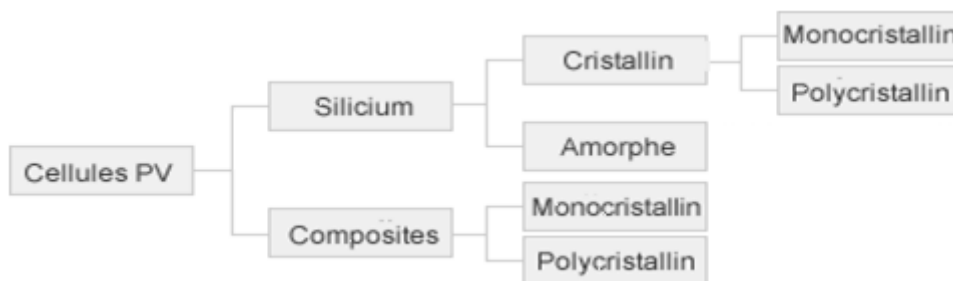 Monocristallin
Cristallin
Polycristallin
Silicium
Amorphe
Cellules PV
Monocristallin
Composites
Polycristallin